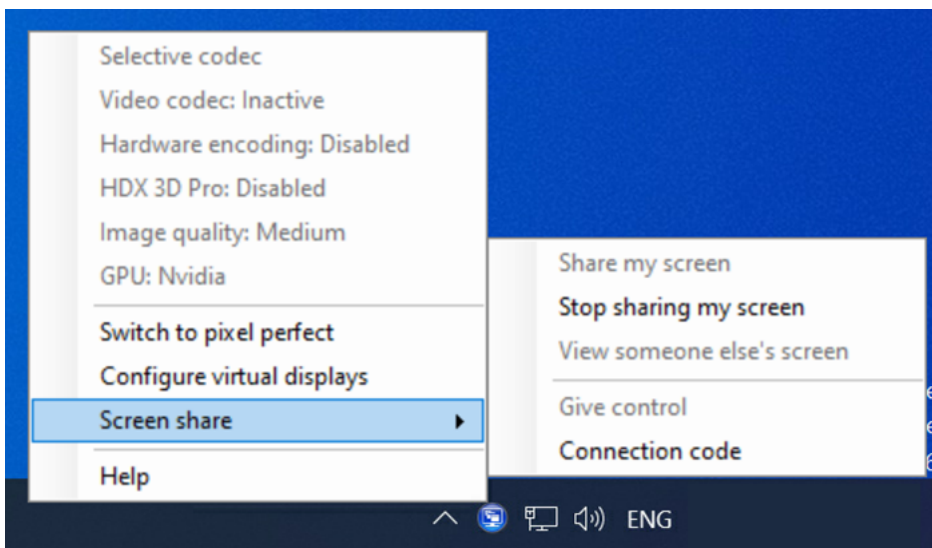 Selective codec
Video codec: Inactive
Hardware encoding: Disabled
HDX 3D Pro: Disabled
Image quality: Medium
GPU: Nvidia
Switch to pixel perfect
Configure virtual displays
Screen share
Help
Share my screen
Stop sharing my screen
View someone else's screen
Give control
Connection code
ENG